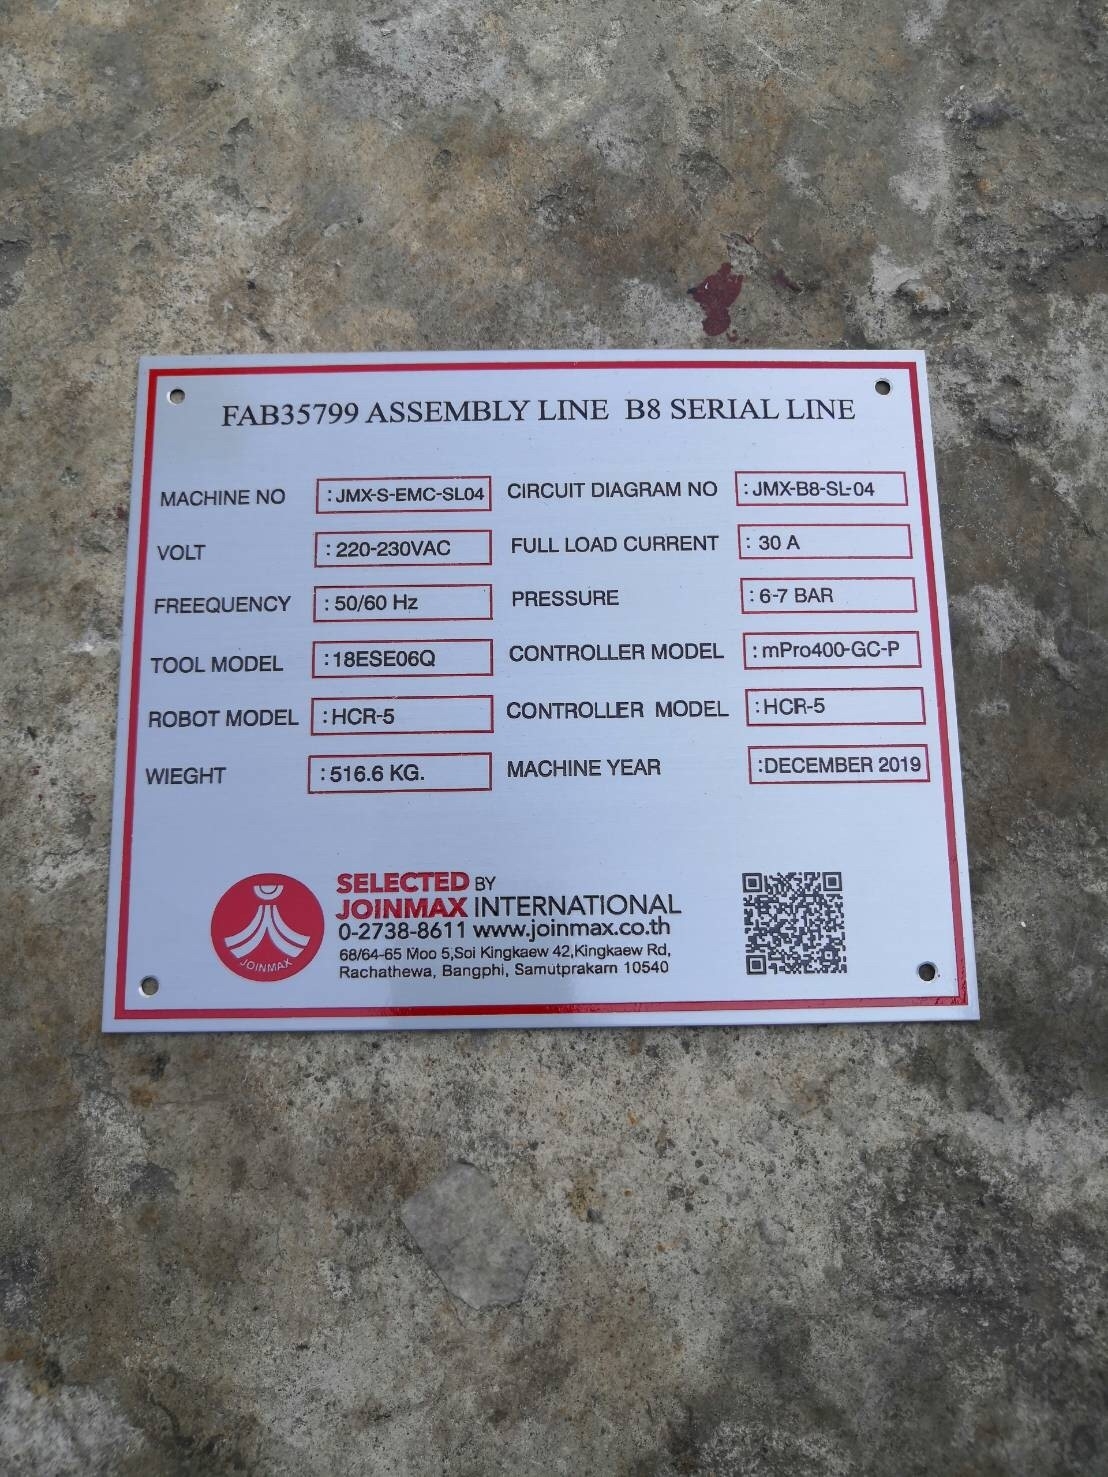 FAB35799 ASSEMBLY LINE B8 SERIAL LINE
MACHINE NO : JMX-S-EMC-SL04 CIRCUIT DIAGRAM NO : JMX-B8-SL-04
VOLT : 220-230VAC FULL LOAD CURRENT : 30 A
FREEQUENCY : 50/60 Hz PRESSURE : 6-7 BAR
TOOL MODEL : 18ESE06Q CONTROLLER MODEL : mPro400-GC-P
ROBOT MODEL : HCR-5 CONTROLLER MODEL : HCR-5
WIEGHT : 516.6 KG. MACHINE YEAR :DECEMBER 2019
SELECTED BY
JOINMAX INTERNATIONAL
0-2738-8611 www.joinmax.co.th
68/64-65 Moo 5,Soi Kingkaew 42,Kingkaew Rd,
Rachathewa, Bangphi, Samutprakarn 10540
JOINMAX